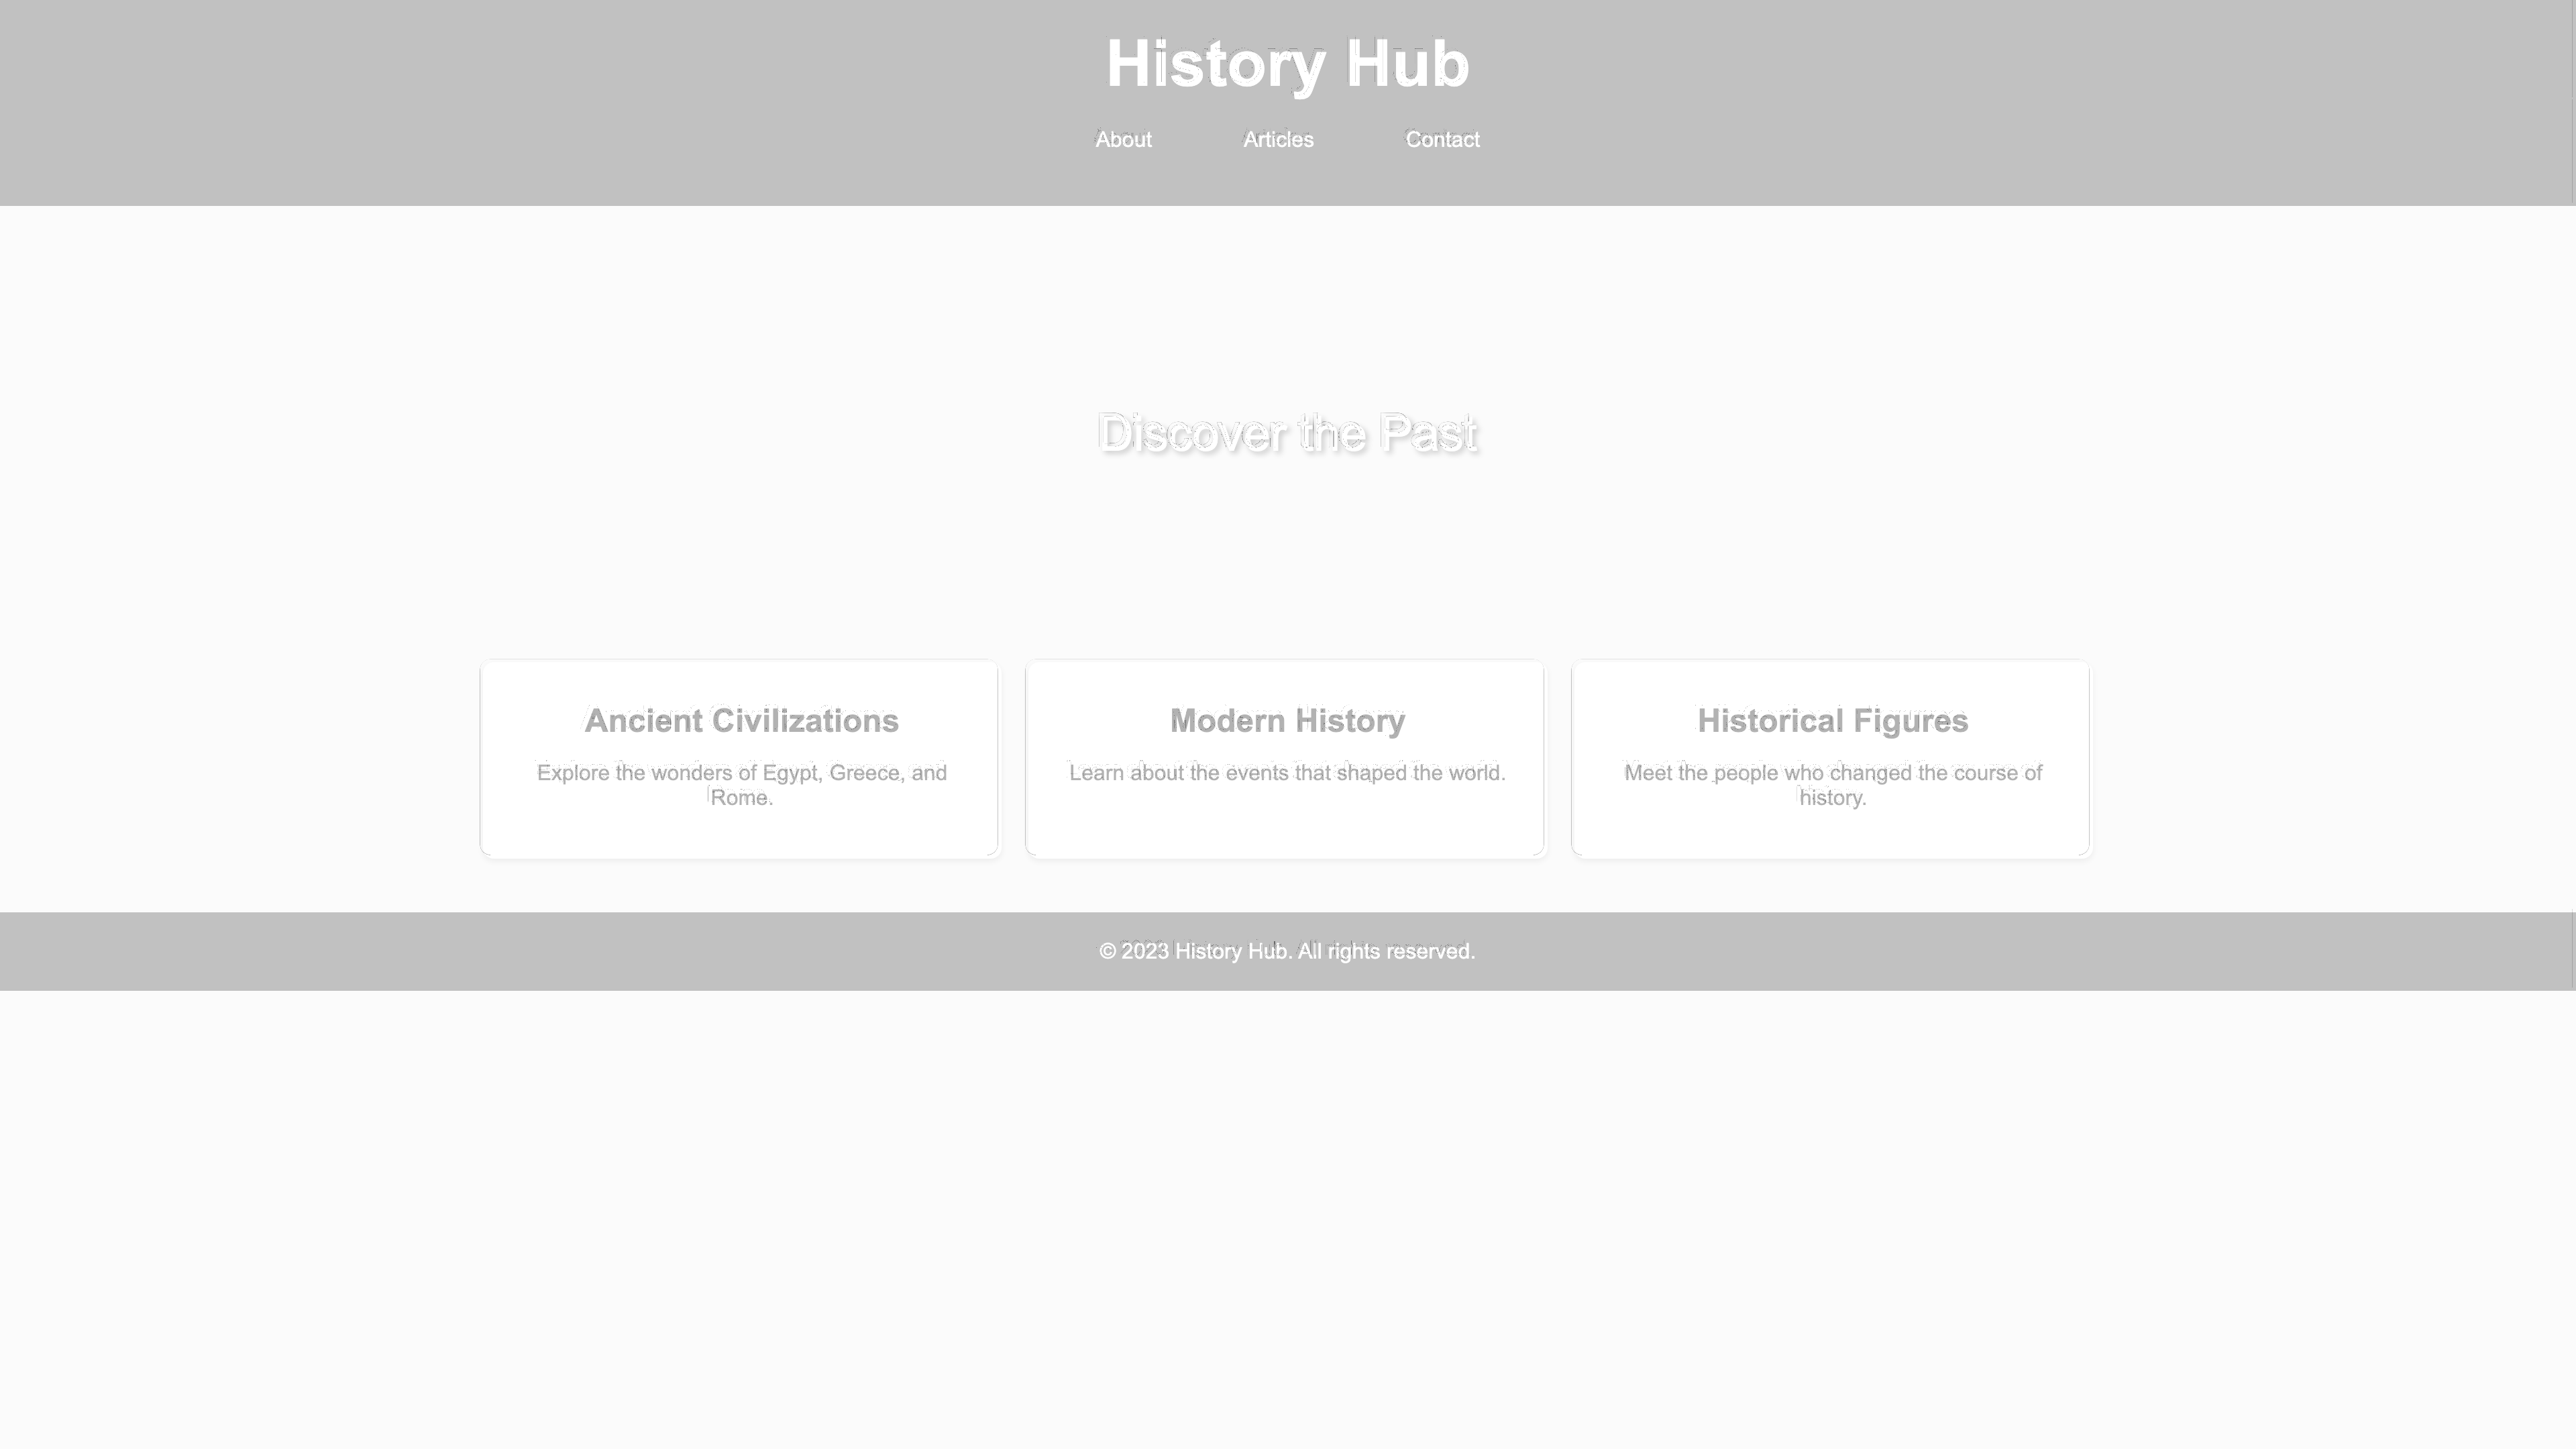 History Hub
About Articles Contact
Discover the Past
Ancient Civilizations
Explore the wonders of Egypt, Greece, and
Rome.
Modern History
Learn about the events that shaped the world.
Historical Figures
Meet the people who changed the course of
history.
© 2023 History Hub. All rights reserved.